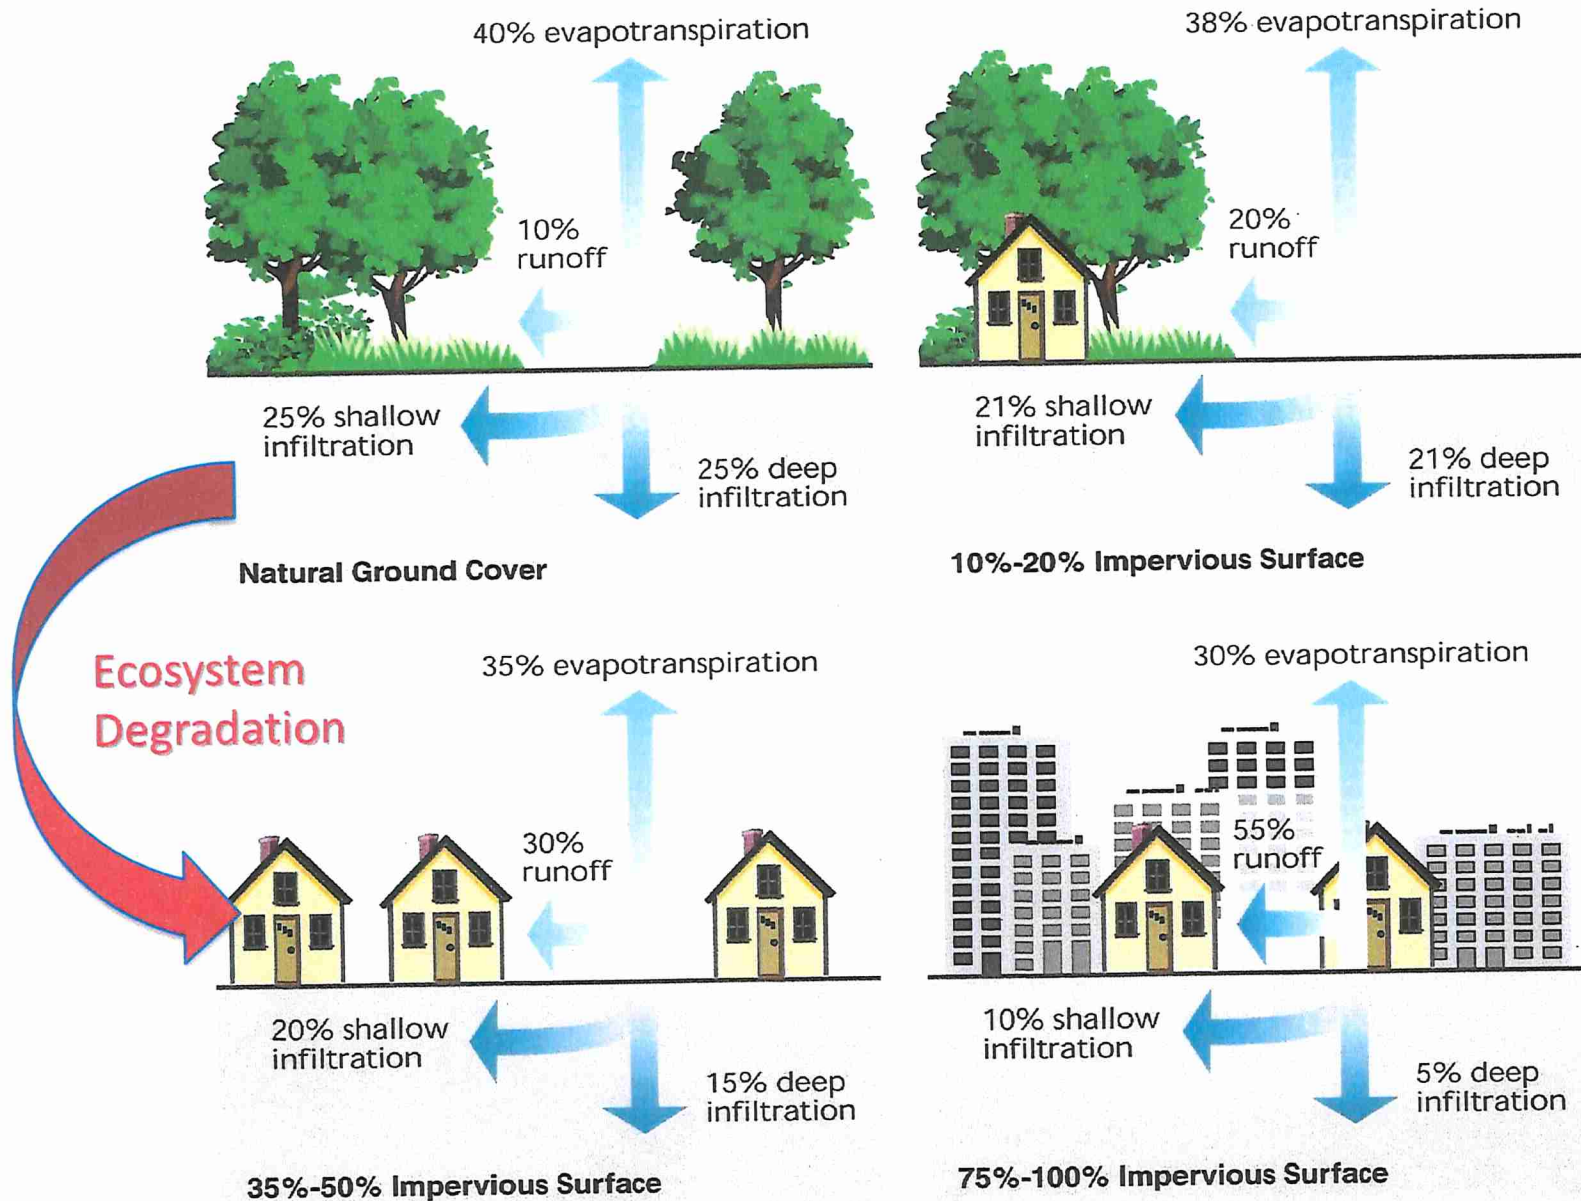 40% evapotranspiration
10%
runoff
25% shallow
infiltration
25% deep
infiltration
Natural Ground Cover
38% evapotranspiration
20%
runoff
21% shallow
infiltration
21% deep
infiltration
10%-20% Impervious Surface
Ecosystem
Degradation
35% evapotranspiration
30%
runoff
20% shallow
infiltration
15% deep
infiltration
35%-50% Impervious Surface
30% evapotranspiration
55%
runoff
10% shallow
infiltration
5% deep
infiltration
75%-100% Impervious Surface